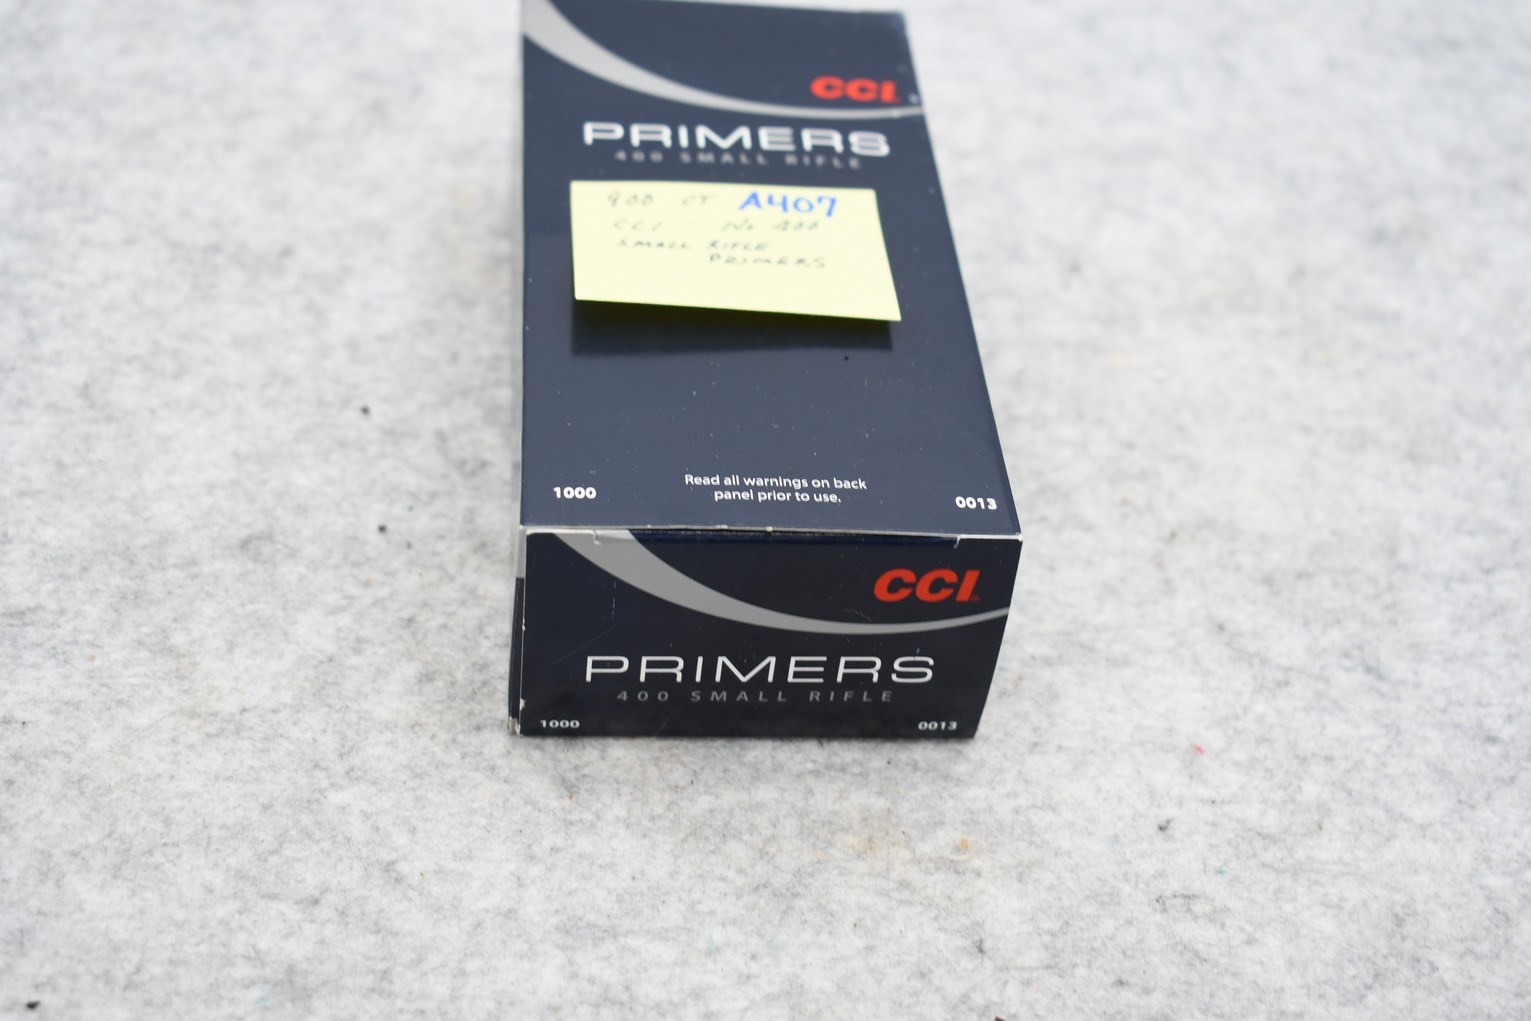 CCI
PRIMERS
400 SMALL RIFLE
900 CT A407
CCI No 400
SMALL RIFLE
PRIMERS
Read all warnings on back
panel prior to use.
1000 0013
CCI
PRIMERS
400 SMALL RIFLE
1000 0013